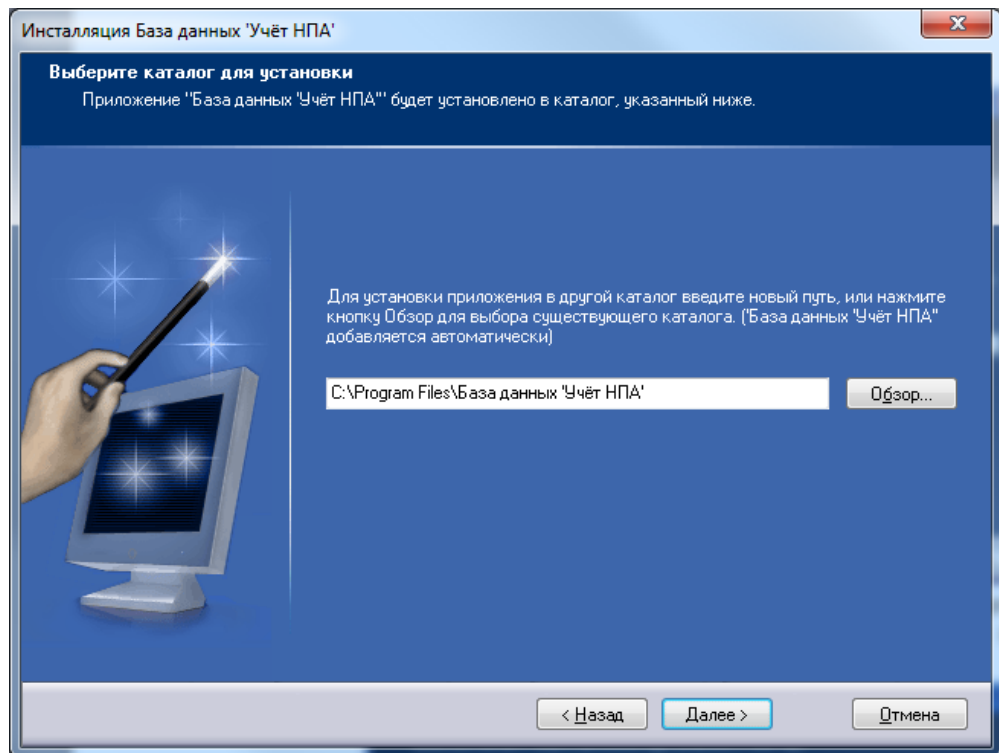 Инсталляция База данных 'Учёт НПА'
Выберите каталог для установки
Приложение "База данных 'Учёт НПА'" будет установлено в каталог, указанный ниже.
Для установки приложения в другой каталог введите новый путь, или нажмите
кнопку Обзор для выбора существующего каталога. ('База данных 'Учёт НПА''
добавляется автоматически)
C:\Program Files\База данных 'Учёт НПА'
Обзор...
< Назад
Далее >
Отмена